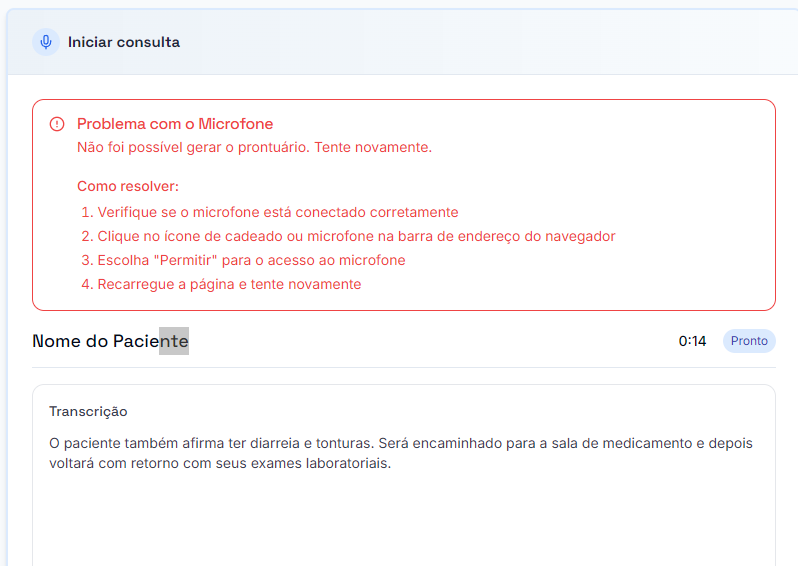 Iniciar consulta
Problema com o Microfone
Não foi possível gerar o prontuário. Tente novamente.
Como resolver:
1. Verifique se o microfone está conectado corretamente
2. Clique no ícone de cadeado ou microfone na barra de endereço do navegador
3. Escolha "Permitir" para o acesso ao microfone
4. Recarregue a página e tente novamente
Nome do Paciente 0:14 Pronto
Transcrição
O paciente também afirma ter diarreia e tonturas. Será encaminhado para a sala de medicamento e depois
voltará com retorno com seus exames laboratoriais.